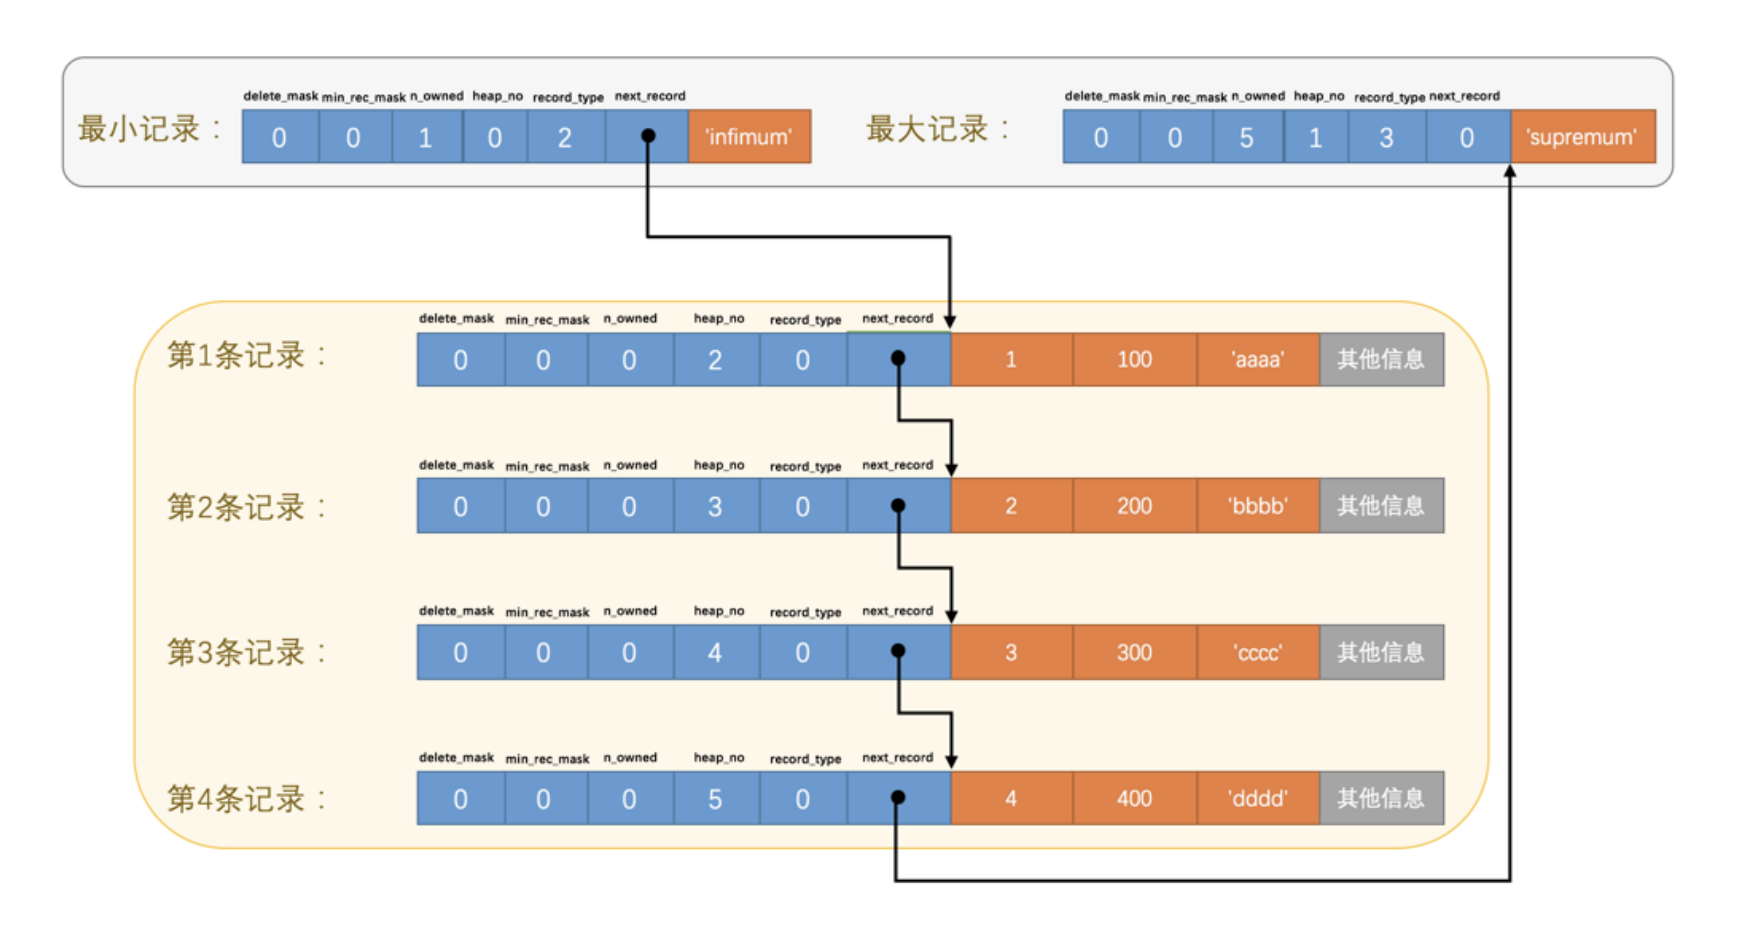 delete_mask min_rec_mask n_owned heap_no record_type next_record
最小记录： 0 0 1 0 2 'infimum'
delete_mask min_rec_mask n_owned heap_no record_type next_record
最大记录： 0 0 5 1 3 0 'supremum'
delete_mask min_rec_mask n_owned heap_no record_type next_record
第1条记录： 0 0 0 2 0 1 100 'aaaa' 其他信息
delete_mask min_rec_mask n_owned heap_no record_type next_record
第2条记录： 0 0 0 3 0 2 200 'bbbb' 其他信息
delete_mask min_rec_mask n_owned heap_no record_type next_record
第3条记录： 0 0 0 4 0 3 300 'cccc' 其他信息
delete_mask min_rec_mask n_owned heap_no record_type next_record
第4条记录： 0 0 0 5 0 4 400 'dddd' 其他信息